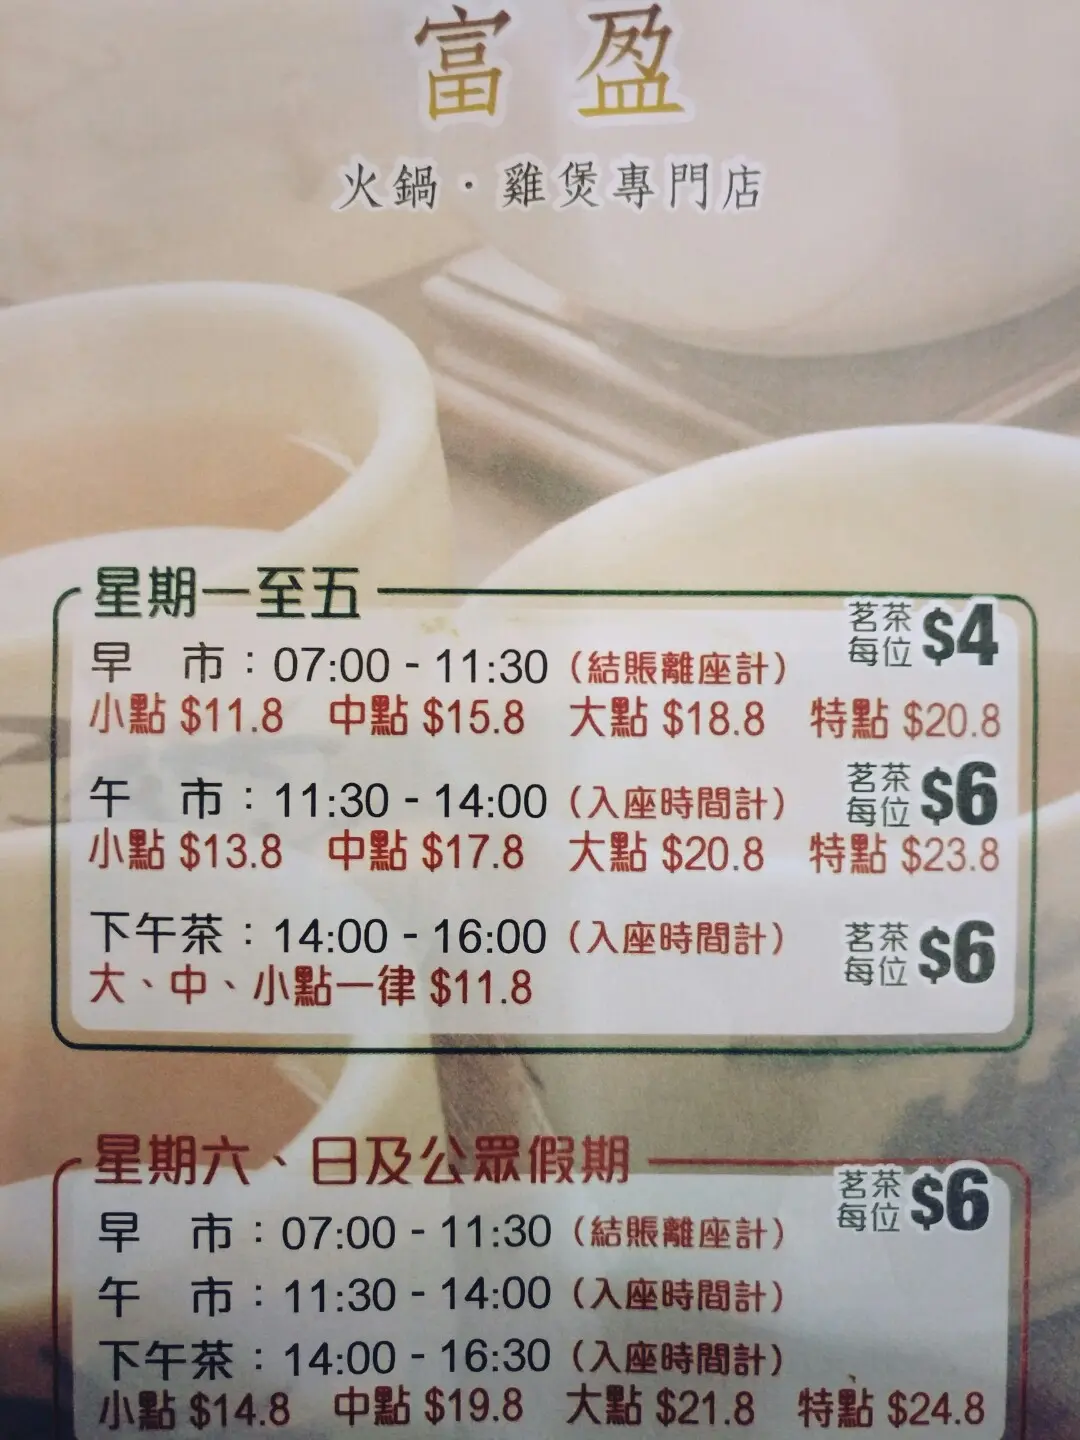 富盈
火鍋·雞煲專門店
星期一至五
茗茶每位 $4
早市：07:00 - 11:30（結賬離座計）
小點 $11.8 中點 $15.8 大點 $18.8 特點 $20.8
茗茶每位 $6
午市：11:30 - 14:00（入座時間計）
小點 $13.8 中點 $17.8 大點 $20.8 特點 $23.8
下午茶：14:00 - 16:00（入座時間計）
茗茶每位 $6
大、中、小點一律 $11.8
星期六、日及公眾假期
茗茶每位 $6
早市：07:00 - 11:30（結賬離座計）
午市：11:30 - 14:00（入座時間計）
下午茶：14:00 - 16:30（入座時間計）
小點 $14.8 中點 $19.8 大點 $21.8 特點 $24.8